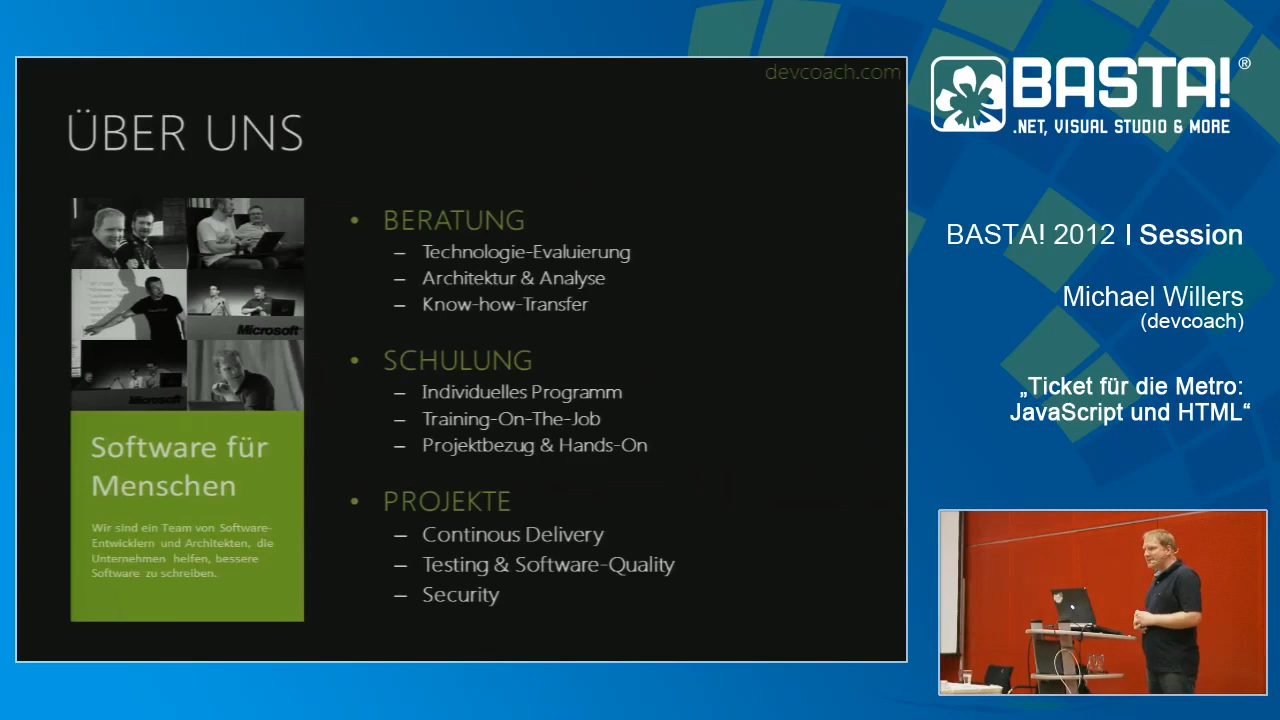 devcoach.com
ÜBER UNS
Microsoft
Microsoft
Software für
Menschen
Wir sind ein Team von Software-
Entwicklern und Architekten, die
Unternehmen helfen, bessere
Software zu schreiben.
• BERATUNG
– Technologie-Evaluierung
– Architektur & Analyse
– Know-how-Transfer
• SCHULUNG
– Individuelles Programm
– Training-On-The-Job
– Projektbezug & Hands-On
• PROJEKTE
– Continous Delivery
– Testing & Software-Quality
– Security
BASTA!®
.NET, VISUAL STUDIO & MORE
BASTA! 2012 I Session
Michael Willers
(devcoach)
„Ticket für die Metro:
JavaScript und HTML“